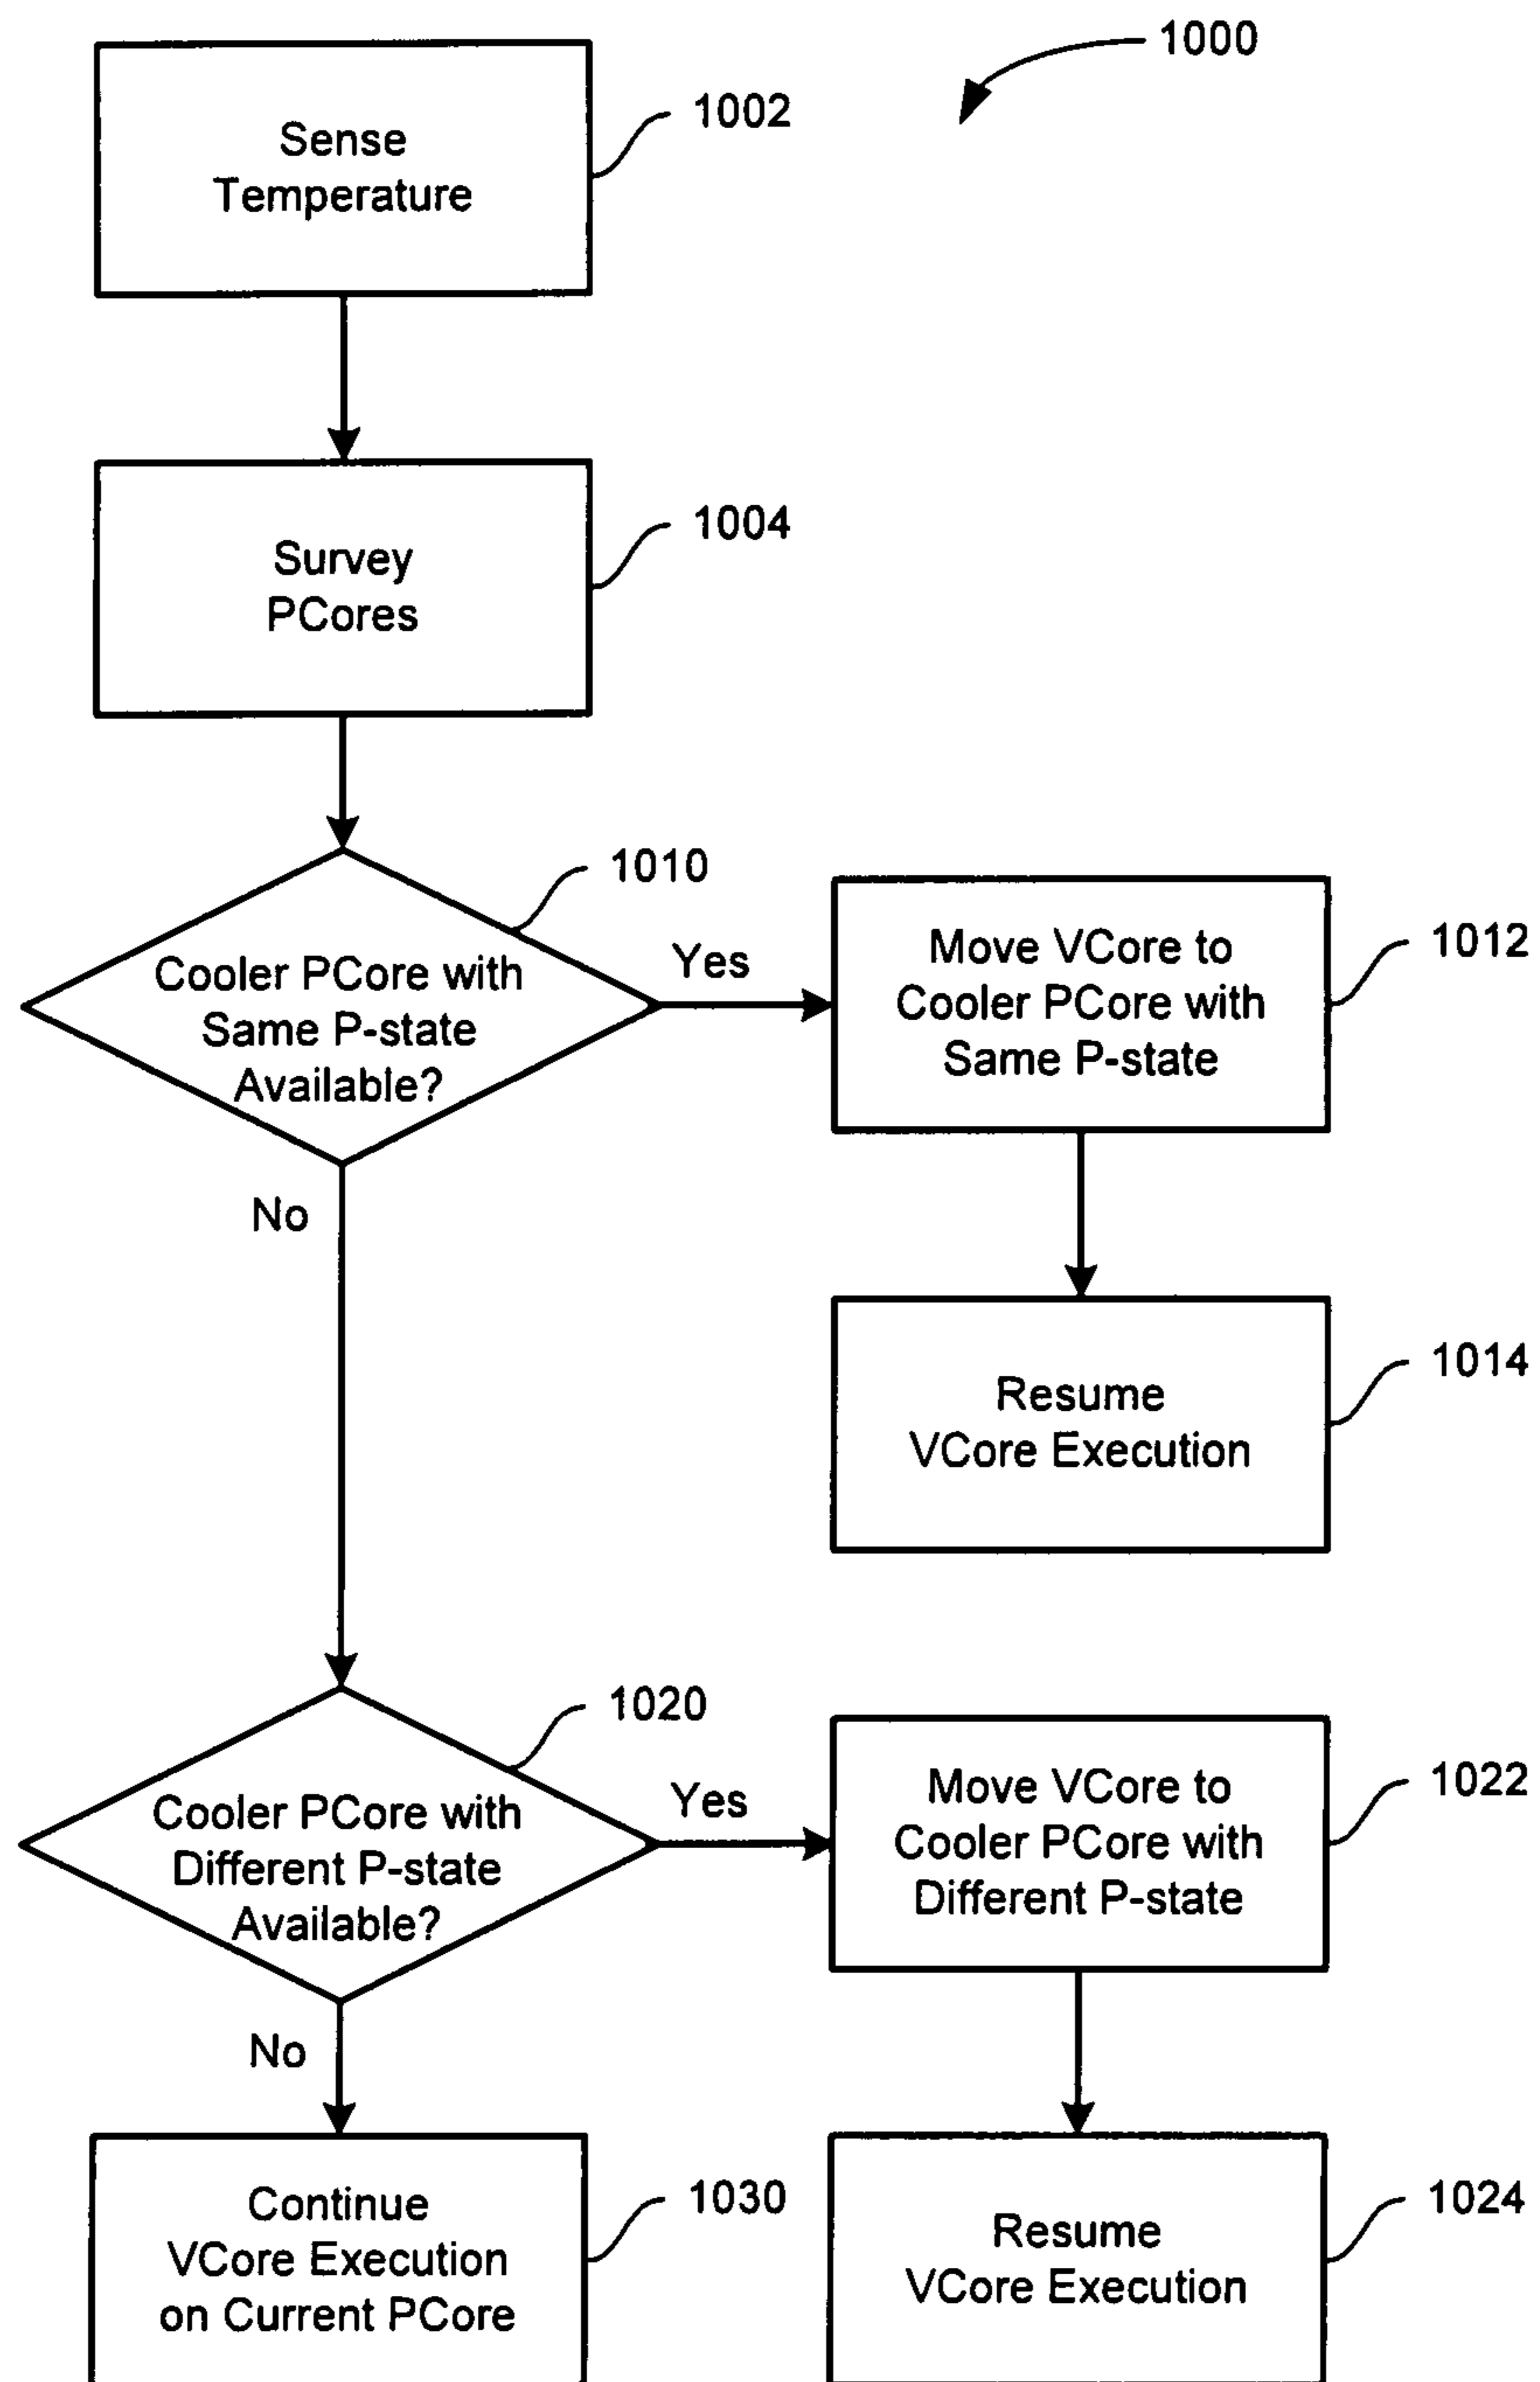 1000
Sense
Temperature
1002
Survey
PCores
1004
1010
Cooler PCore with
Same P-state
Available?
Yes
Move VCore to
Cooler PCore with
Same P-state
1012
No
Resume
VCore Execution
1014
1020
Cooler PCore with
Different P-state
Available?
Yes
Move VCore to
Cooler PCore with
Different P-state
1022
No
Continue
VCore Execution
on Current PCore
1030
Resume
VCore Execution
1024